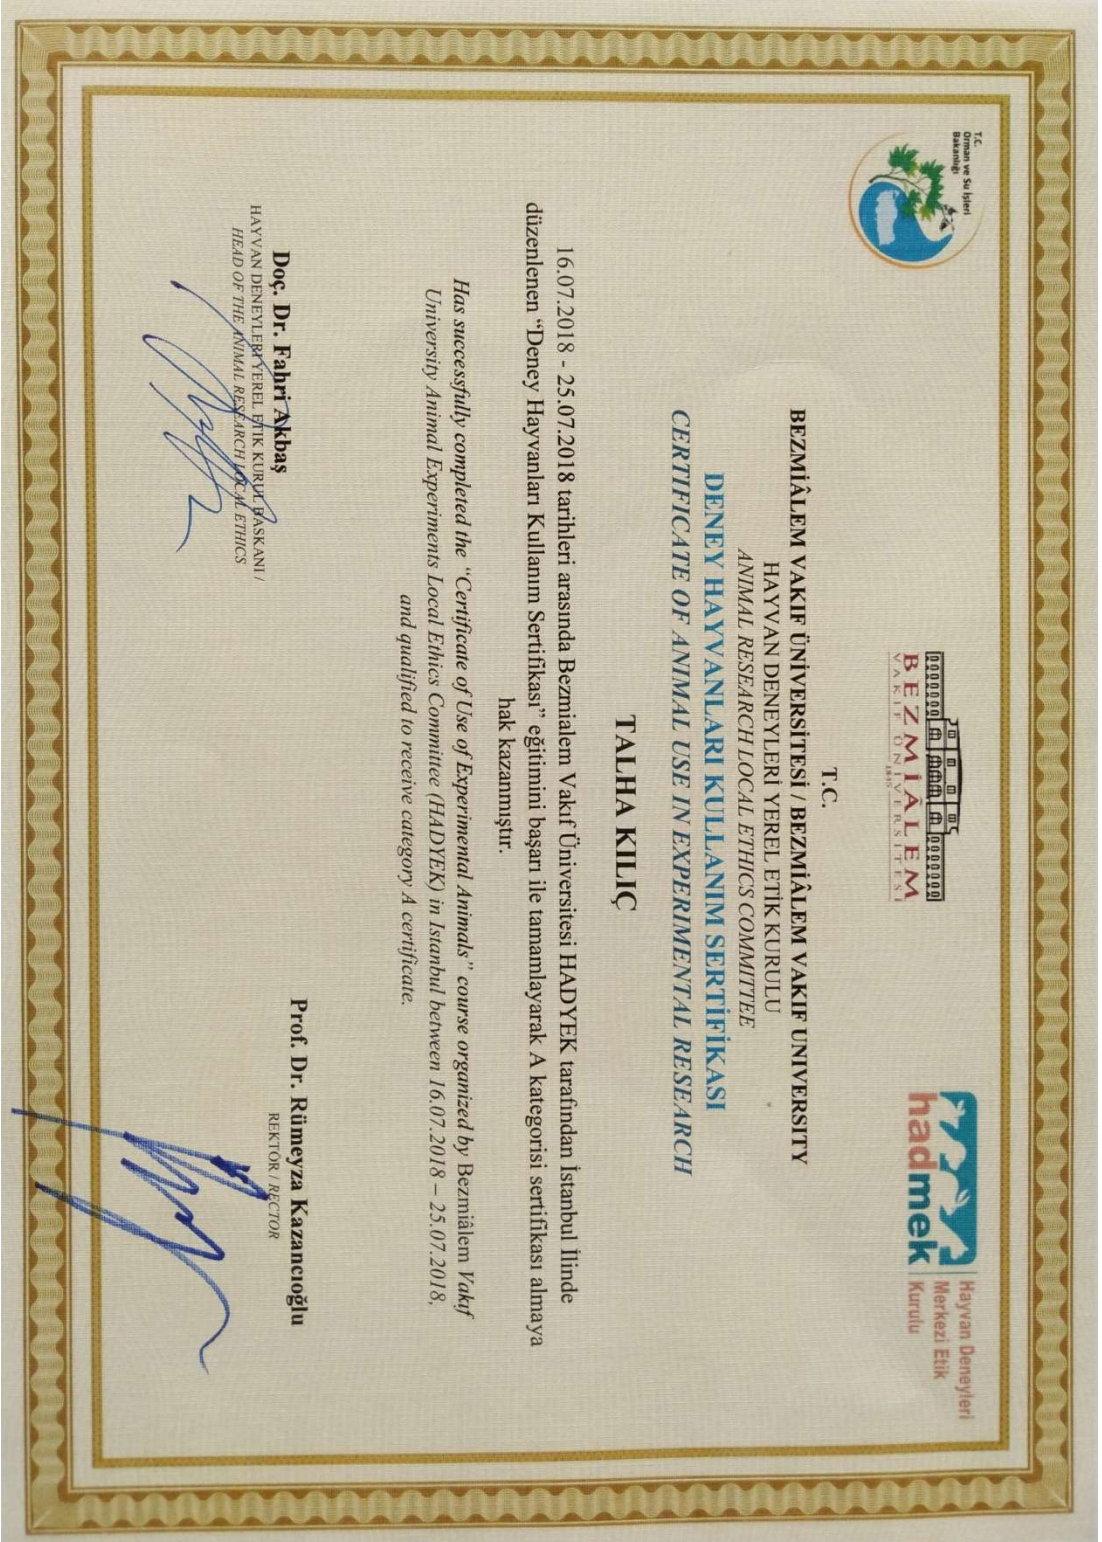 T.C.
Orman ve Su İşleri
Bakanlığı
BEZMİÂLEM
VAKIF ÜNİVERSİTESİ
1845
hadmek
Hayvan Deneyleri
Merkezi Etik
Kurulu
T.C.
BEZMİÂLEM VAKIF ÜNİVERSİTESİ / BEZMİÂLEM VAKIF UNIVERSITY
HAYVAN DENEYLERİ YEREL ETİK KURULU
ANIMAL RESEARCH LOCAL ETHICS COMMITTEE
DENEY HAYVANLARI KULLANIM SERTİFİKASI
CERTIFICATE OF ANIMAL USE IN EXPERIMENTAL RESEARCH
TALHA KILIÇ
16.07.2018 - 25.07.2018 tarihleri arasında Bezmialem Vakıf Üniversitesi HADYEK tarafından İstanbul İlinde
düzenlenen “Deney Hayvanları Kullanım Sertifikası” eğitimini başarı ile tamamlayarak A kategorisi sertifikası almaya
hak kazanmıştır.
Has successfully completed the “Certificate of Use of Experimental Animals” course organized by Bezmiâlem Vakıf
University Animal Experiments Local Ethics Committee (HADYEK) in Istanbul between 16.07.2018 – 25.07.2018,
and qualified to receive category A certificate.
Doç. Dr. Fahri Akbaş
HAYVAN DENEYLERİ YEREL ETİK KURUL BAŞKANI /
HEAD OF THE ANIMAL RESEARCH LOCAL ETHICS
Prof. Dr. Rümeyza Kazancıoğlu
REKTÖR / RECTOR